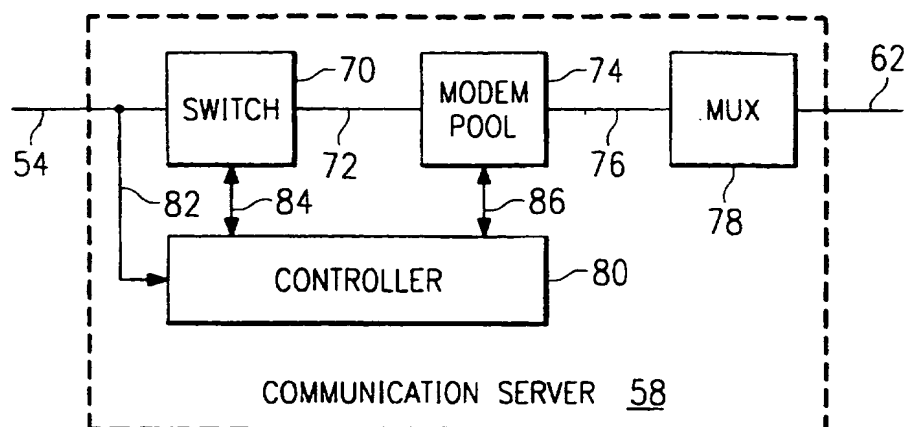 70
74
62
SWITCH
MODEM
POOL
MUX
54
72
76
82
84
86
78
CONTROLLER
80
COMMUNICATION SERVER 58